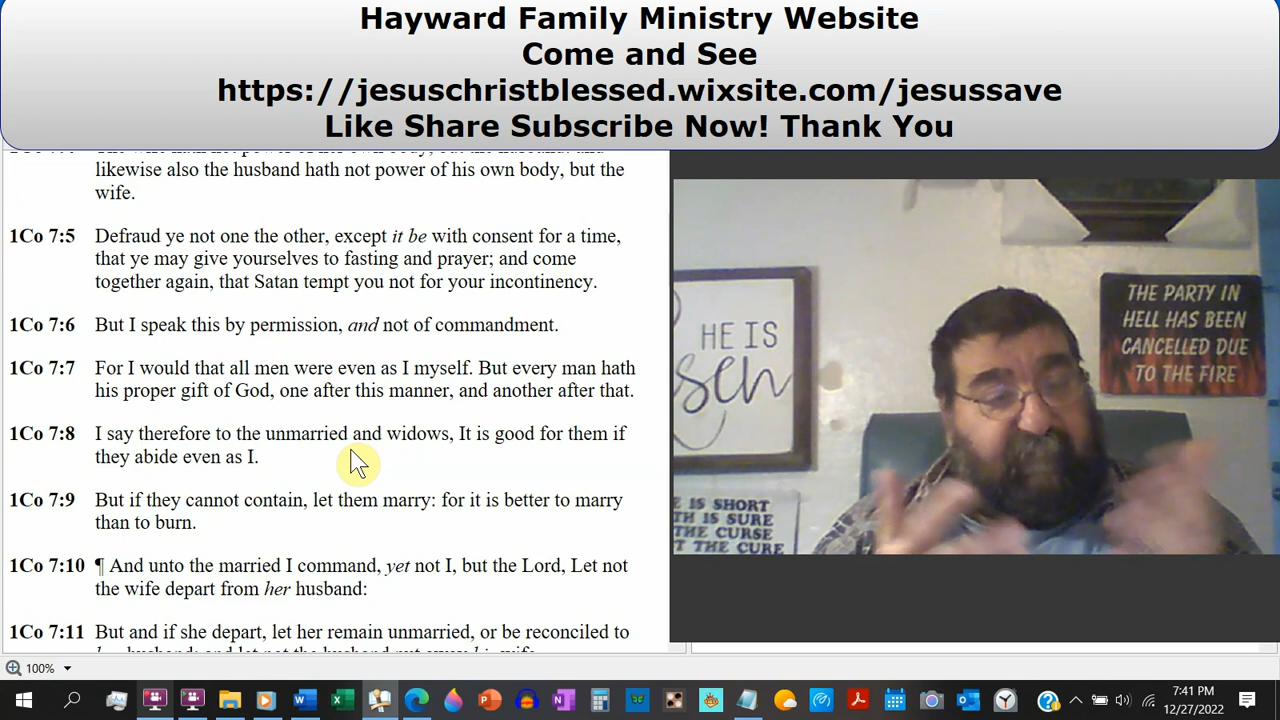 Hayward Family Ministry Website
Come and See
https://jesuschristblessed.wixsite.com/jesussave
Like Share Subscribe Now! Thank You
likewise also the husband hath not power of his own body, but the
wife.
1Co 7:5 Defraud ye not one the other, except it be with consent for a time,
that ye may give yourselves to fasting and prayer; and come
together again, that Satan tempt you not for your incontinency.
1Co 7:6 But I speak this by permission, and not of commandment.
1Co 7:7 For I would that all men were even as I myself. But every man hath
his proper gift of God, one after this manner, and another after that.
1Co 7:8 I say therefore to the unmarried and widows, It is good for them if
they abide even as I.
1Co 7:9 But if they cannot contain, let them marry: for it is better to marry
than to burn.
1Co 7:10 ¶ And unto the married I command, yet not I, but the Lord, Let not
the wife depart from her husband:
1Co 7:11 But and if she depart, let her remain unmarried, or be reconciled to
HE IS
sen
THE PARTY IN
HELL HAS BEEN
CANCELLED DUE
TO THE FIRE
E IS SHORT
TH IS SURE
THE CURSE
T THE CURE
100%
7:41 PM
12/27/2022